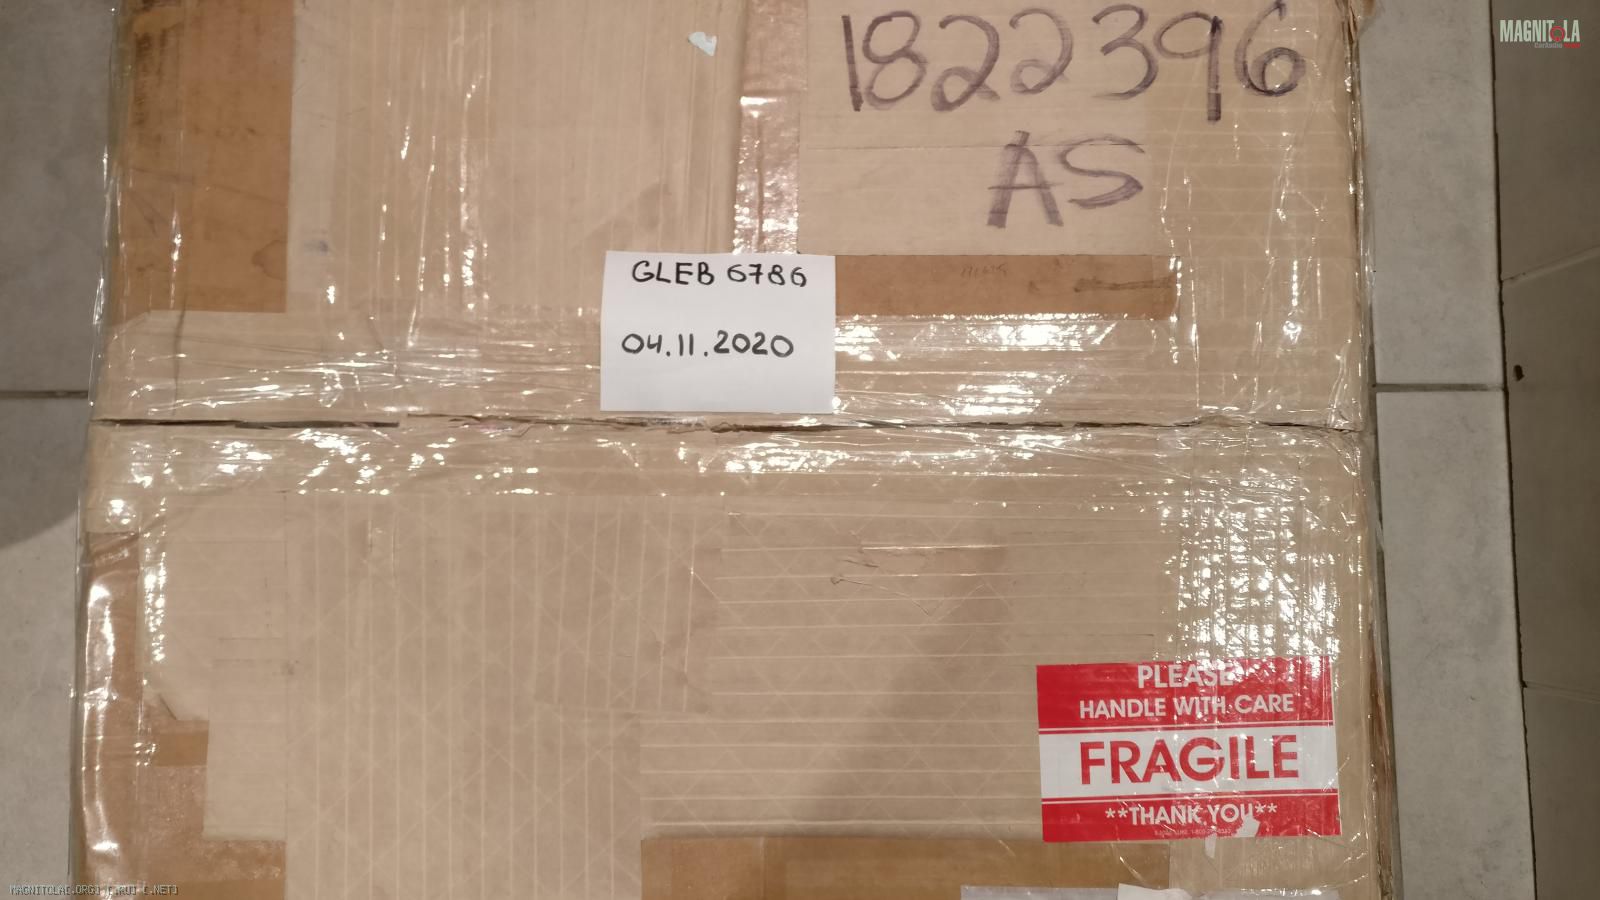 MAGNITOLA
1822396
AS
GLEB 6786
04.11.2020
PLEASE
HANDLE WITH CARE
FRAGILE
**THANK YOU**